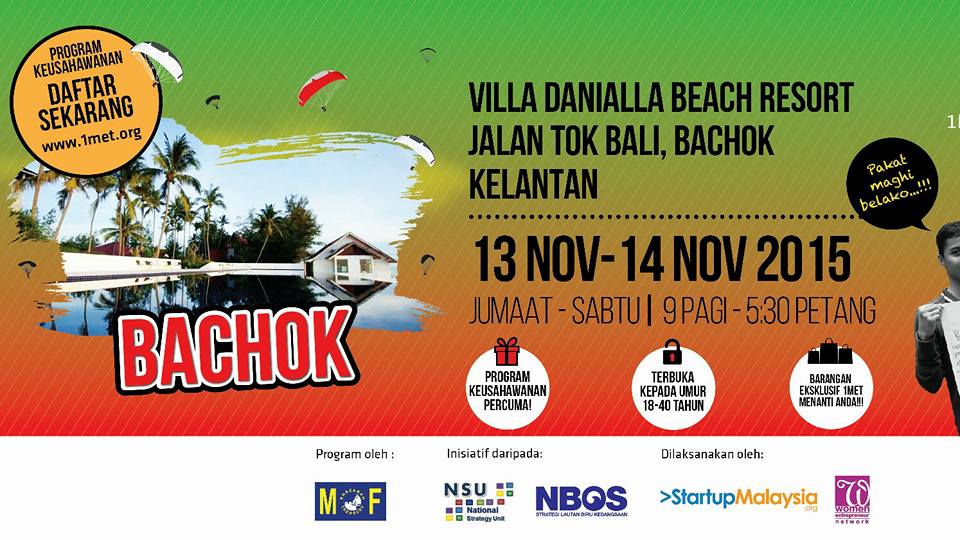 PROGRAM
KEUSAHAWANAN
DAFTAR
SEKARANG
www.1met.org
BACHOK
VILLA DANIALLA BEACH RESORT
JALAN TOK BALI, BACHOK
KELANTAN
13 NOV-14 NOV 2015
JUMAAT - SABTU | 9 PAGI - 5:30 PETANG
Pakat
maghi
belako...!!!
PROGRAM
KEUSAHAWANAN
PERCUMA!
TERBUKA
KEPADA UMUR
18-40 TAHUN
BARANGAN
EKSKLUSIF 1MET
MENANTI ANDA!!!
Program oleh :
MOF
Inisiatif daripada:
NSU
National
Strategy Unit
NBOS
STRATEGI LAUTAN BIRU KEBANGSAAN
Dilaksanakan oleh:
>StartupMalaysia
.org
women
entrepreneur
network